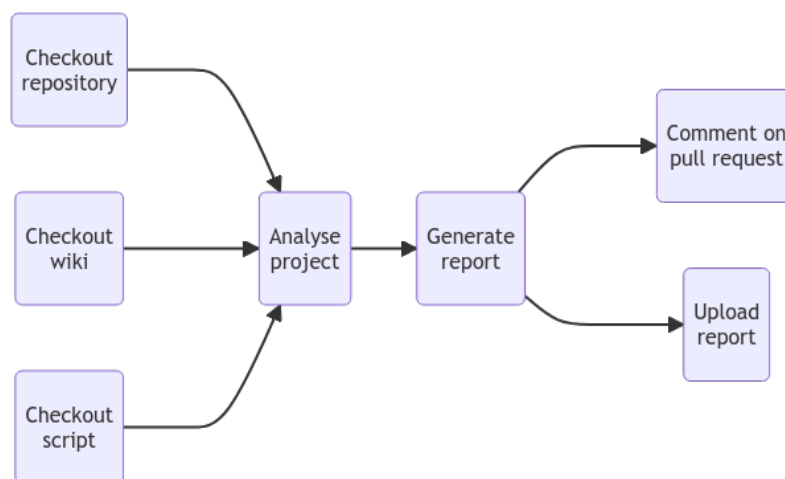 Checkout
repository
Checkout
wiki
Checkout
script
Analyse
project
Generate
report
Comment on
pull request
Upload
report